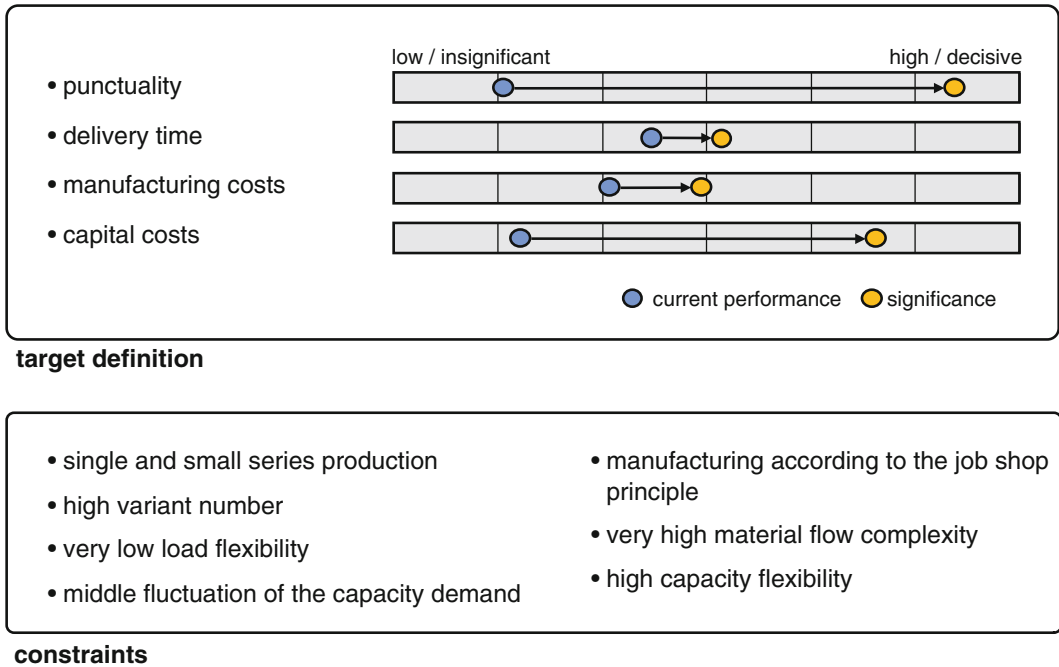 low / insignificant high / decisive
• punctuality
• delivery time
• manufacturing costs
• capital costs
current performance significance
target definition
• single and small series production
• high variant number
• very low load flexibility
• middle fluctuation of the capacity demand
• manufacturing according to the job shop
principle
• very high material flow complexity
• high capacity flexibility
constraints